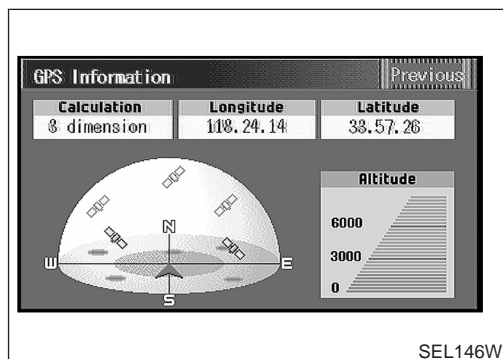 GPS Information
Previous
Calculation Longitude Latitude
3 dimension 118.24.14 33.57.26
Altitude
N
6000
W E
3000
0
S
SEL146W